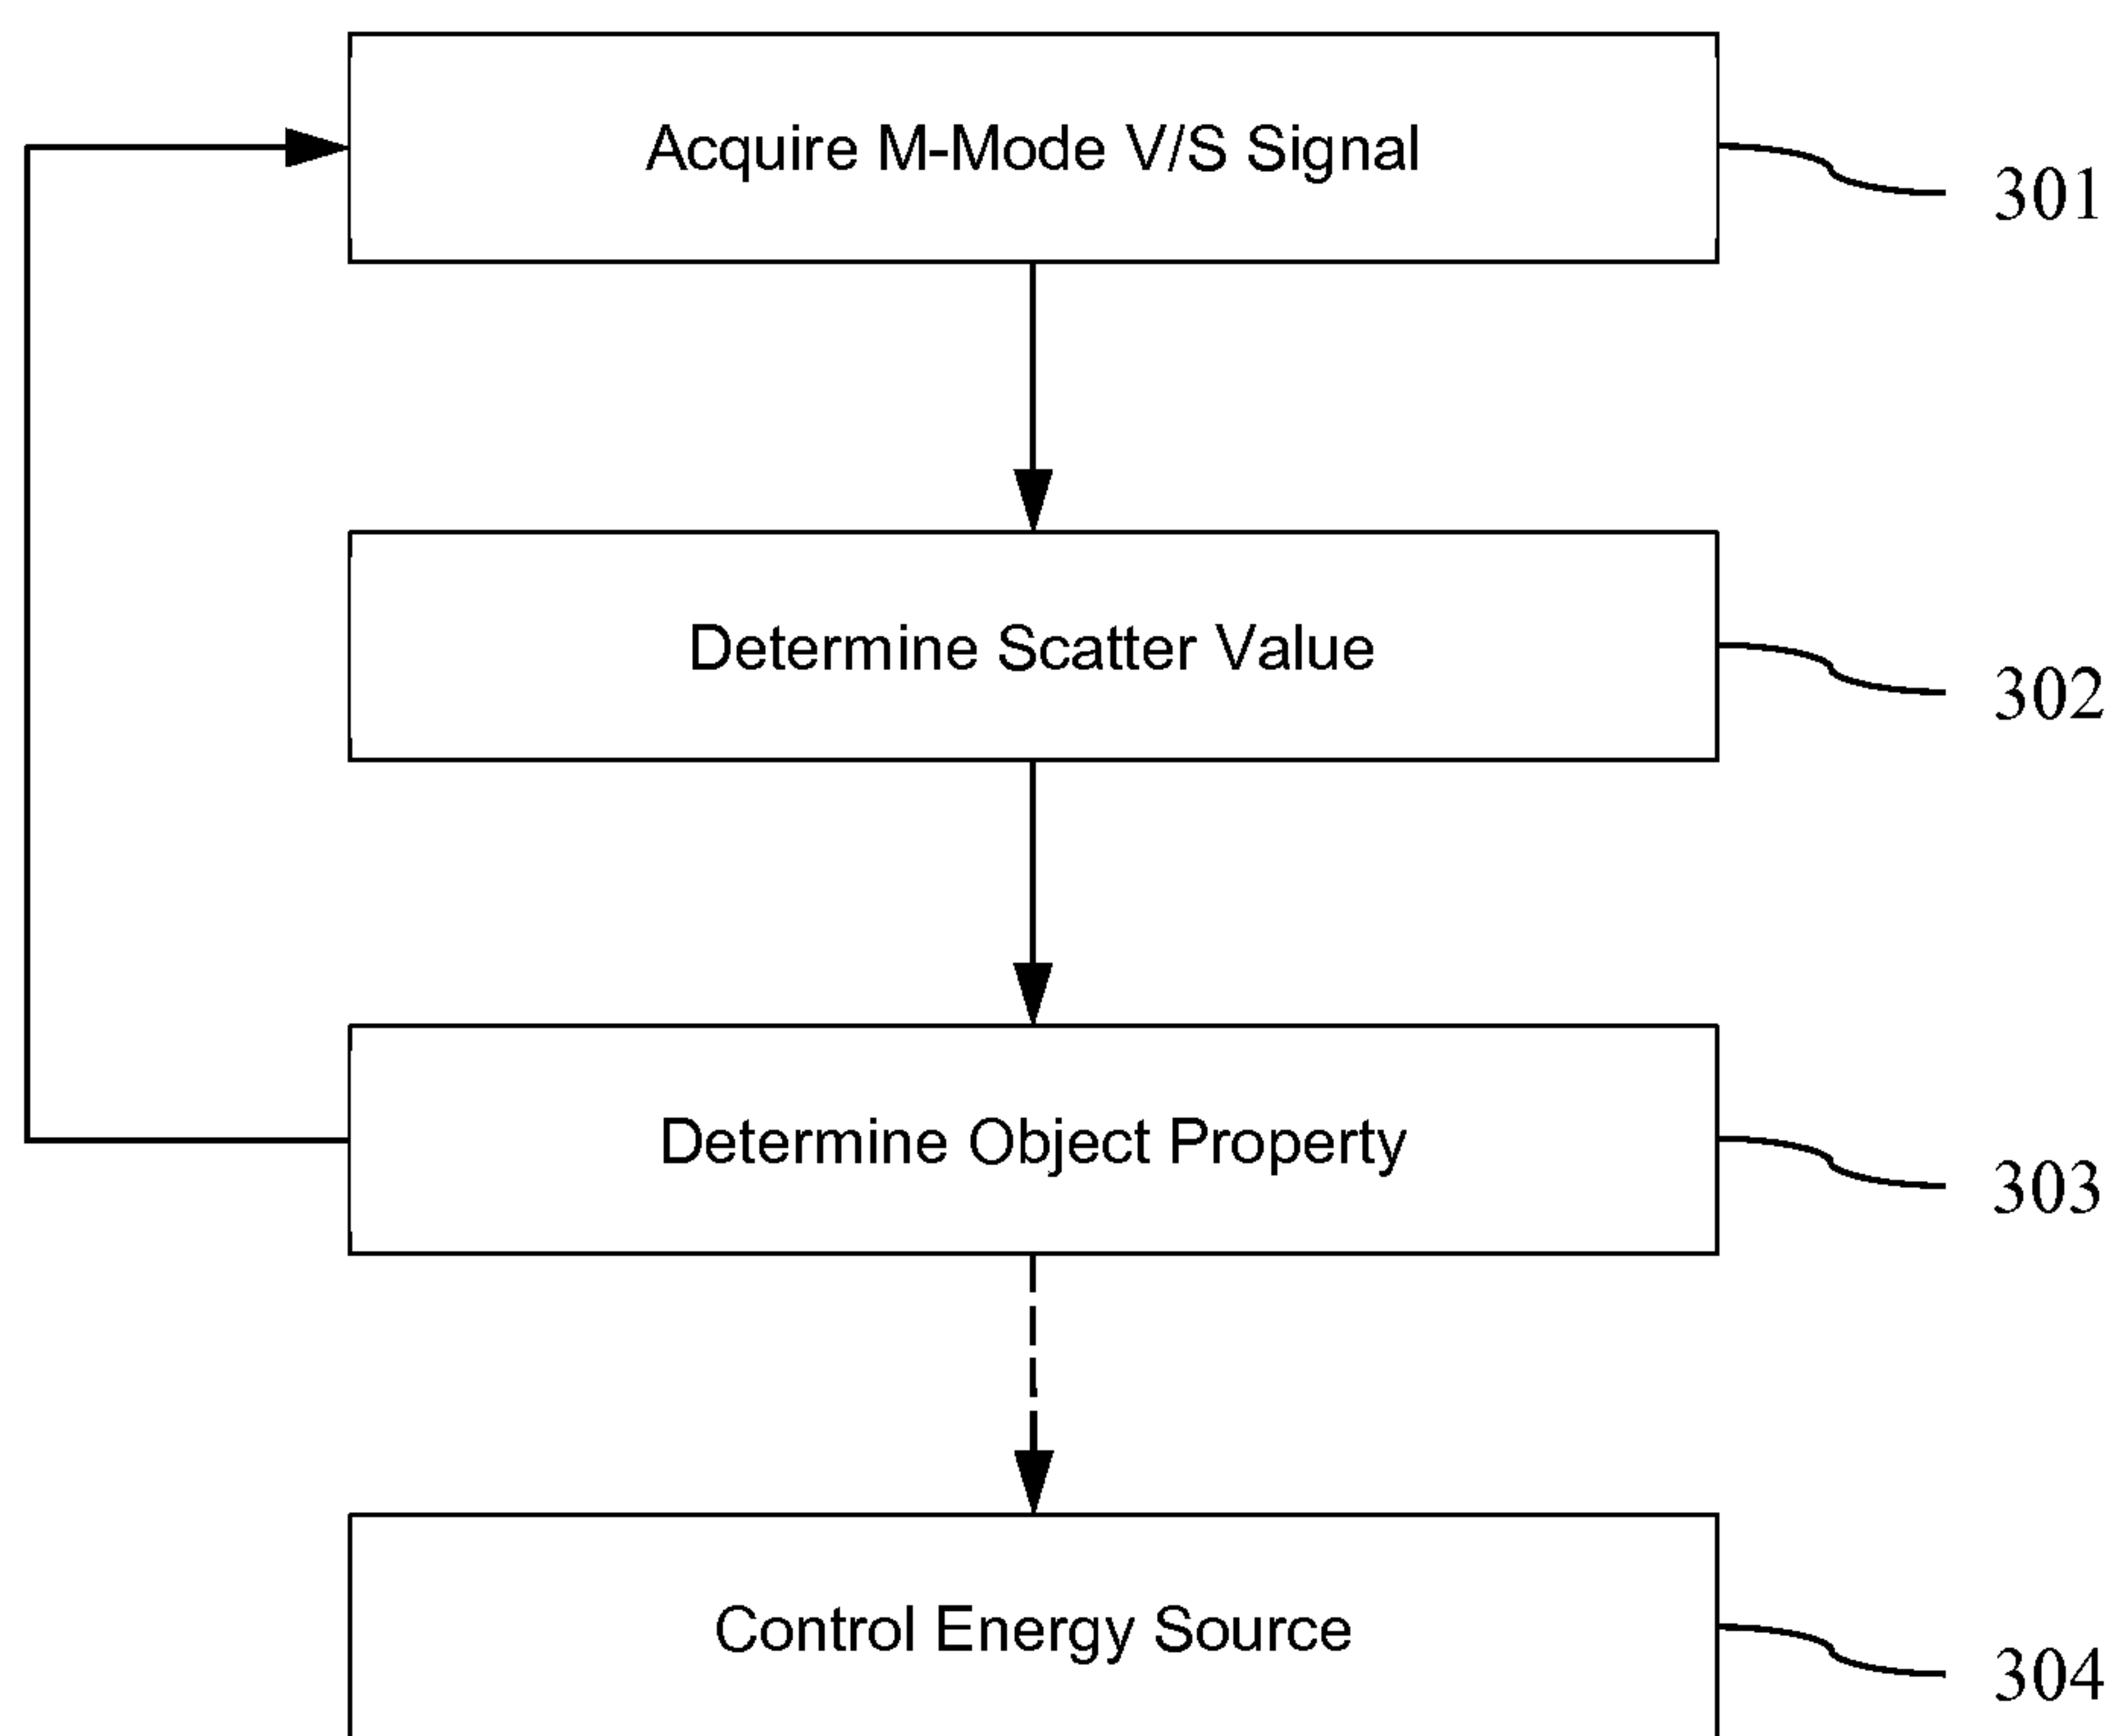 Acquire M-Mode V/S Signal
301
Determine Scatter Value
302
Determine Object Property
303
Control Energy Source
304